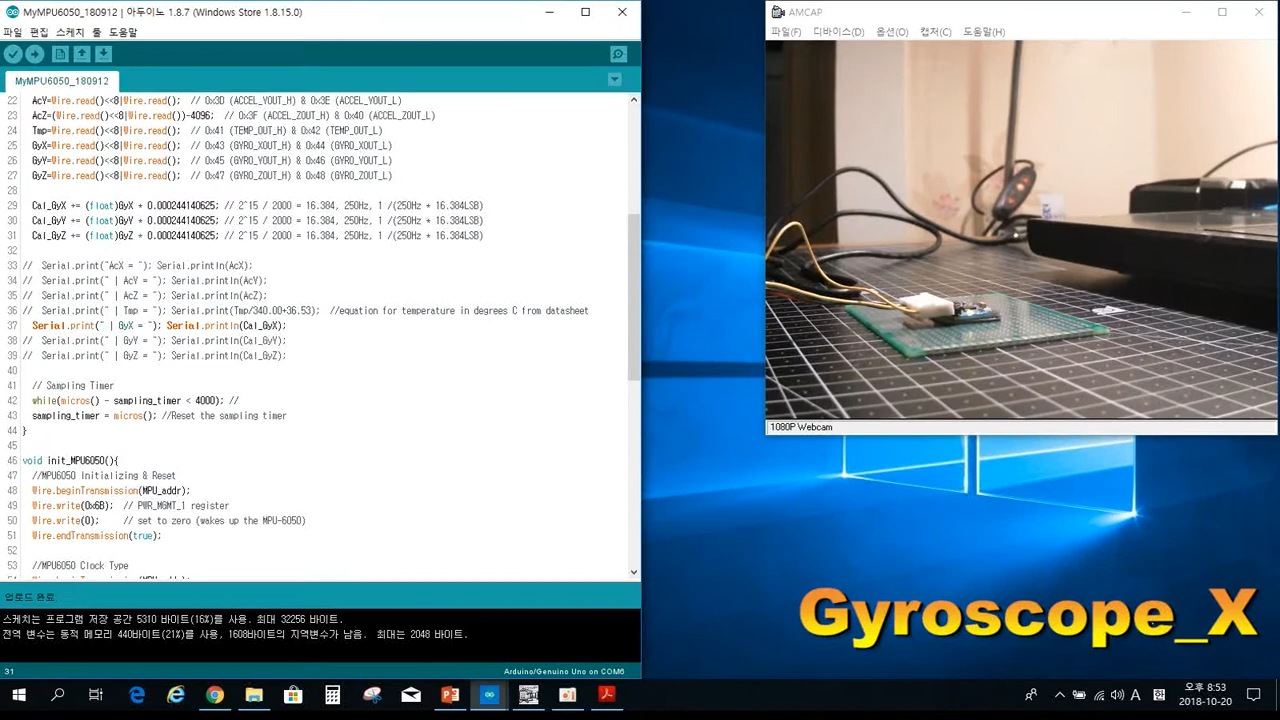 MyMPU6050_180912 | 아두이노 1.8.7 (Windows Store 1.8.15.0)
파일 편집 스케치 툴 도움말
MyMPU6050_180912
22 AcY=Wire.read()<<8|Wire.read(); // 0x3D (ACCEL_YOUT_H) & 0x3E (ACCEL_YOUT_L)
23 AcZ=(Wire.read()<<8|Wire.read())-4096; // 0x3F (ACCEL_ZOUT_H) & 0x40 (ACCEL_ZOUT_L)
24 Tmp=Wire.read()<<8|Wire.read(); // 0x41 (TEMP_OUT_H) & 0x42 (TEMP_OUT_L)
25 GyX=Wire.read()<<8|Wire.read(); // 0x43 (GYRO_XOUT_H) & 0x44 (GYRO_XOUT_L)
26 GyY=Wire.read()<<8|Wire.read(); // 0x45 (GYRO_YOUT_H) & 0x46 (GYRO_YOUT_L)
27 GyZ=Wire.read()<<8|Wire.read(); // 0x47 (GYRO_ZOUT_H) & 0x48 (GYRO_ZOUT_L)
28
29 Cal_GyX += (float)GyX * 0.000244140625; // 2^15 / 2000 = 16.384, 250Hz, 1 /(250Hz * 16.384LSB)
30 Cal_GyY += (float)GyY * 0.000244140625; // 2^15 / 2000 = 16.384, 250Hz, 1 /(250Hz * 16.384LSB)
31 Cal_GyZ += (float)GyZ * 0.000244140625; // 2^15 / 2000 = 16.384, 250Hz, 1 /(250Hz * 16.384LSB)
32
33 // Serial.print("AcX = "); Serial.println(AcX);
34 // Serial.print(" | AcY = "); Serial.println(AcY);
35 // Serial.print(" | AcZ = "); Serial.println(AcZ);
36 // Serial.print(" | Tmp = "); Serial.print(Tmp/340.00+36.53); //equation for temperature in degrees C from datasheet
37 Serial.print(" | GyX = "); Serial.println(Cal_GyX);
38 // Serial.print(" | GyY = "); Serial.println(Cal_GyY);
39 // Serial.print(" | GyZ = "); Serial.println(Cal_GyZ);
40
41 // Sampling Timer
42 while(micros() - sampling_timer < 4000); //
43 sampling_timer = micros(); //Reset the sampling timer
44 }
45
46 void init_MPU6050(){
47 //MPU6050 Initializing & Reset
48 Wire.beginTransmission(MPU_addr);
49 Wire.write(0x6B); // PWR_MGMT_1 register
50 Wire.write(0); // set to zero (wakes up the MPU-6050)
51 Wire.endTransmission(true);
52
53 //MPU6050 Clock Type
업로드 완료.
스케치는 프로그램 저장 공간 5310 바이트(16%)를 사용. 최대 32256 바이트.
전역 변수는 동적 메모리 440바이트(21%)를 사용, 1608바이트의 지역변수가 남음. 최대는 2048 바이트.
31
Arduino/Genuino Uno on COM6
AMCAP
파일(F) 디바이스(D) 옵션(O) 캡처(C) 도움말(H)
1080P Webcam
Gyroscope_X
A
오후 8:53
2018-10-20